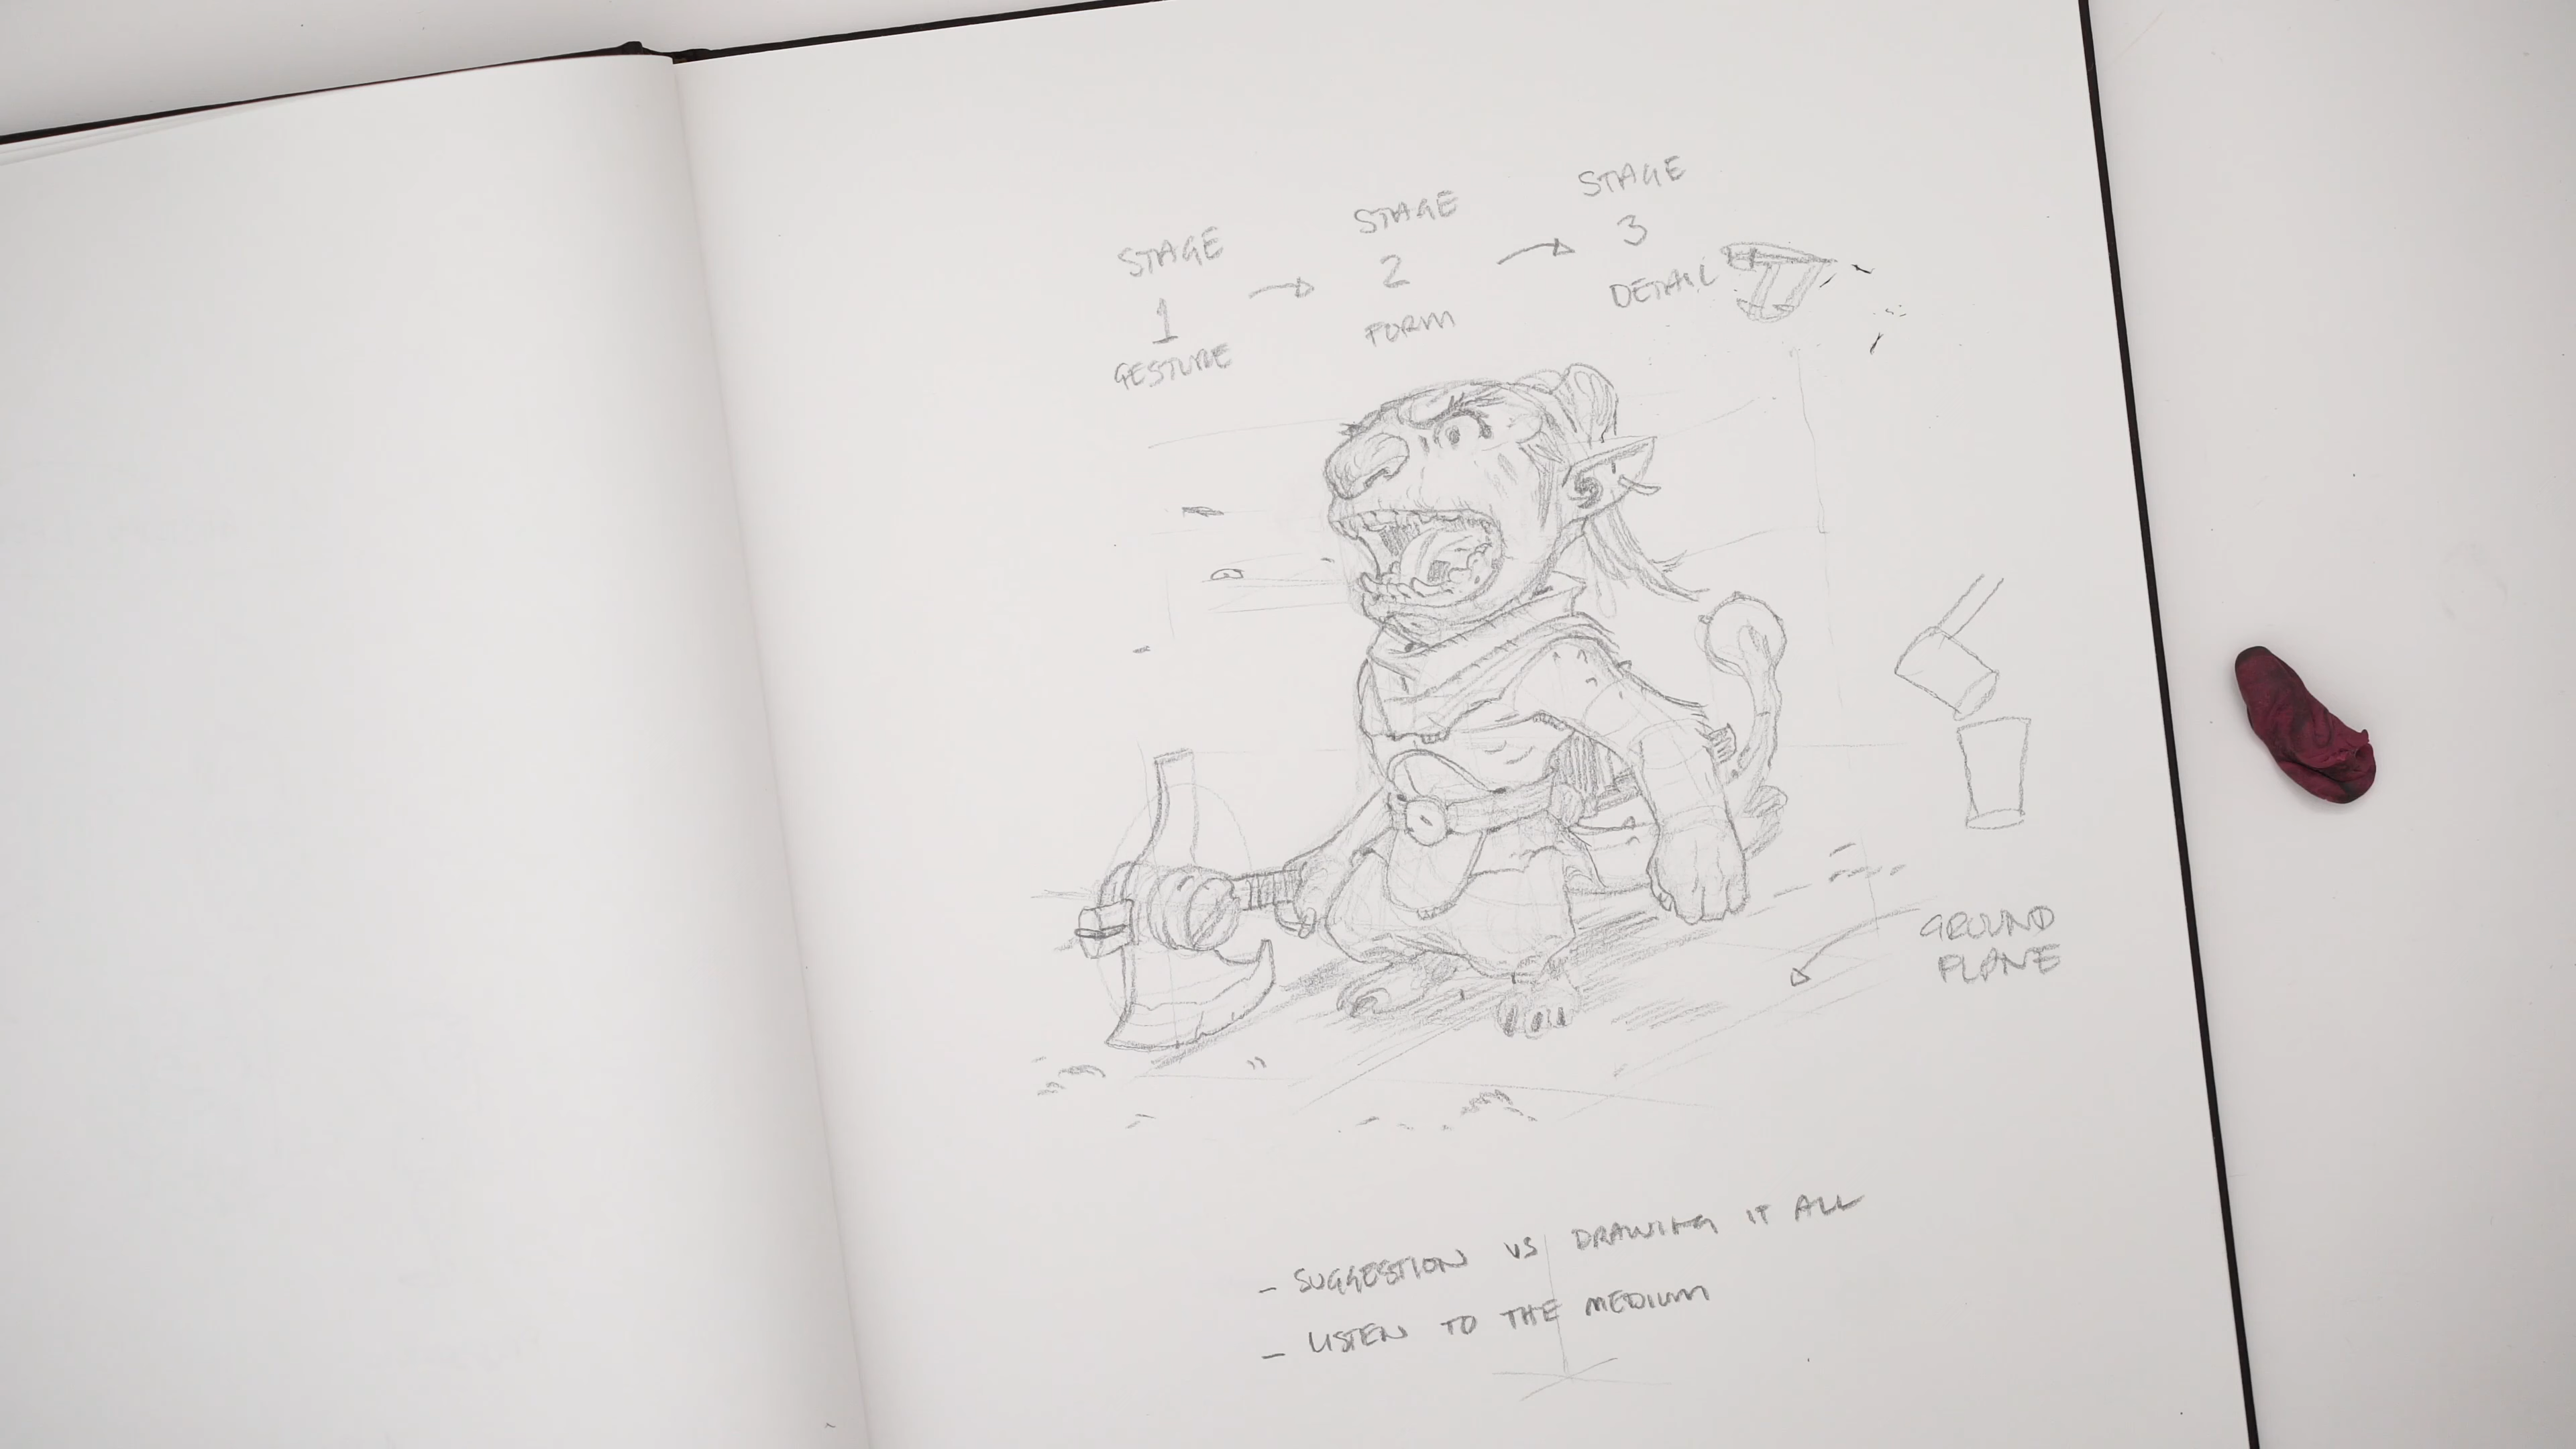 STAGE
1
GESTURE
STAGE
2
FORM
STAGE
3
DETAIL
GROUND
PLANE
- SUGGESTION VS DRAWING IT ALL
- LISTEN TO THE MEDIUM